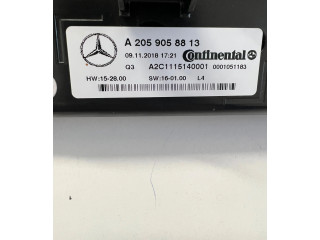 A 205 905 88 13
09.11.2018 17:21 Continental
Q3 A2C1115140001 0001051183
HW:15-28.00 SW:16-01.00 L4